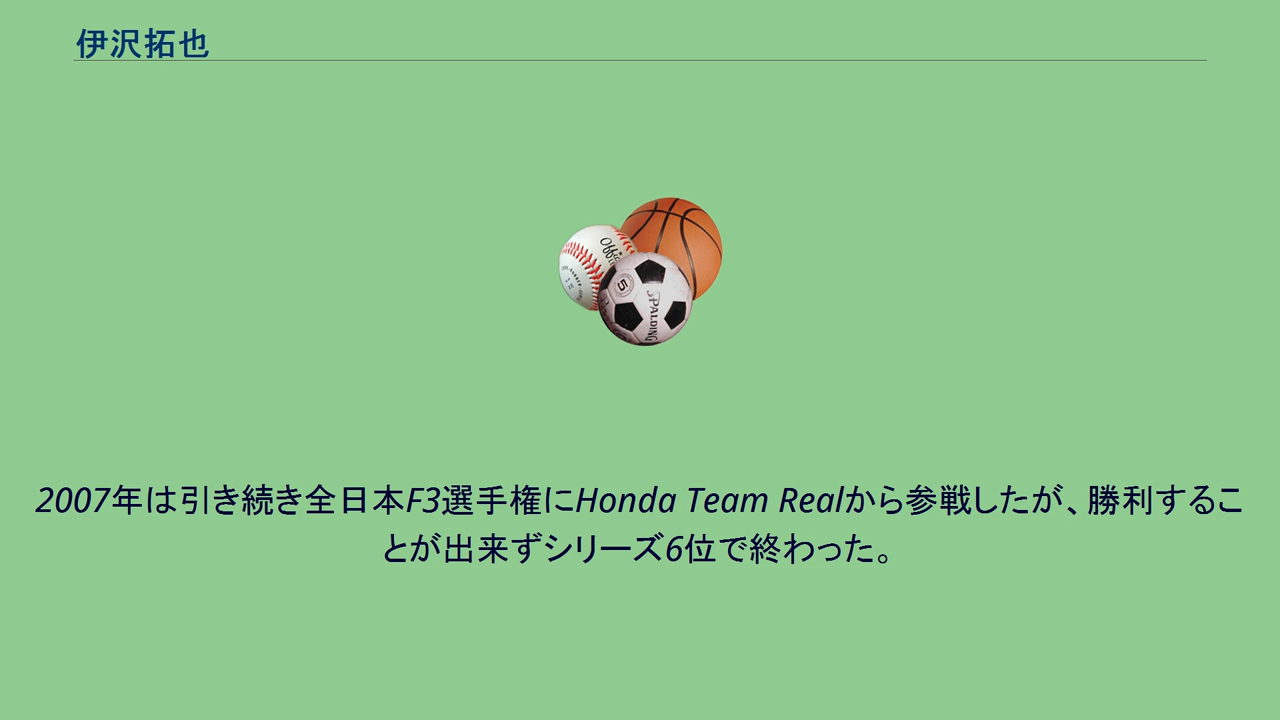 伊沢拓也
Offic
5
SPALDING
2007年は引き続き全日本F3選手権にHonda Team Realから参戦したが、勝利するこ
とが出来ずシリーズ6位で終わった。